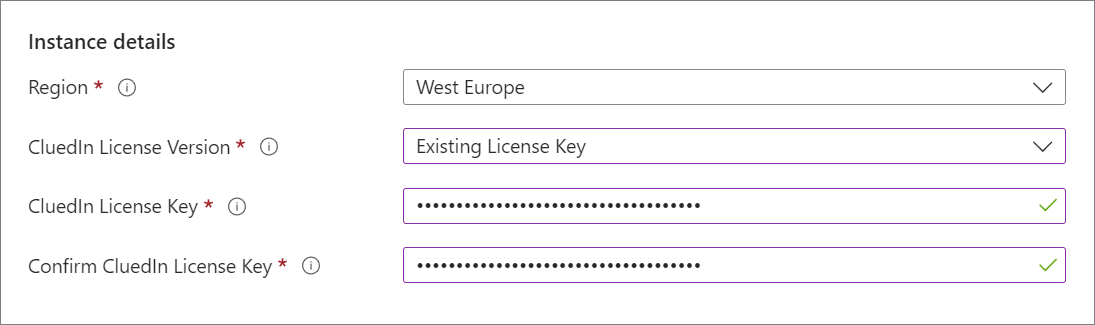 Instance details
Region *
West Europe
CluedIn License Version *
Existing License Key
CluedIn License Key *
••••••••••••••••••••••••••••••••••••
Confirm CluedIn License Key *
••••••••••••••••••••••••••••••••••••